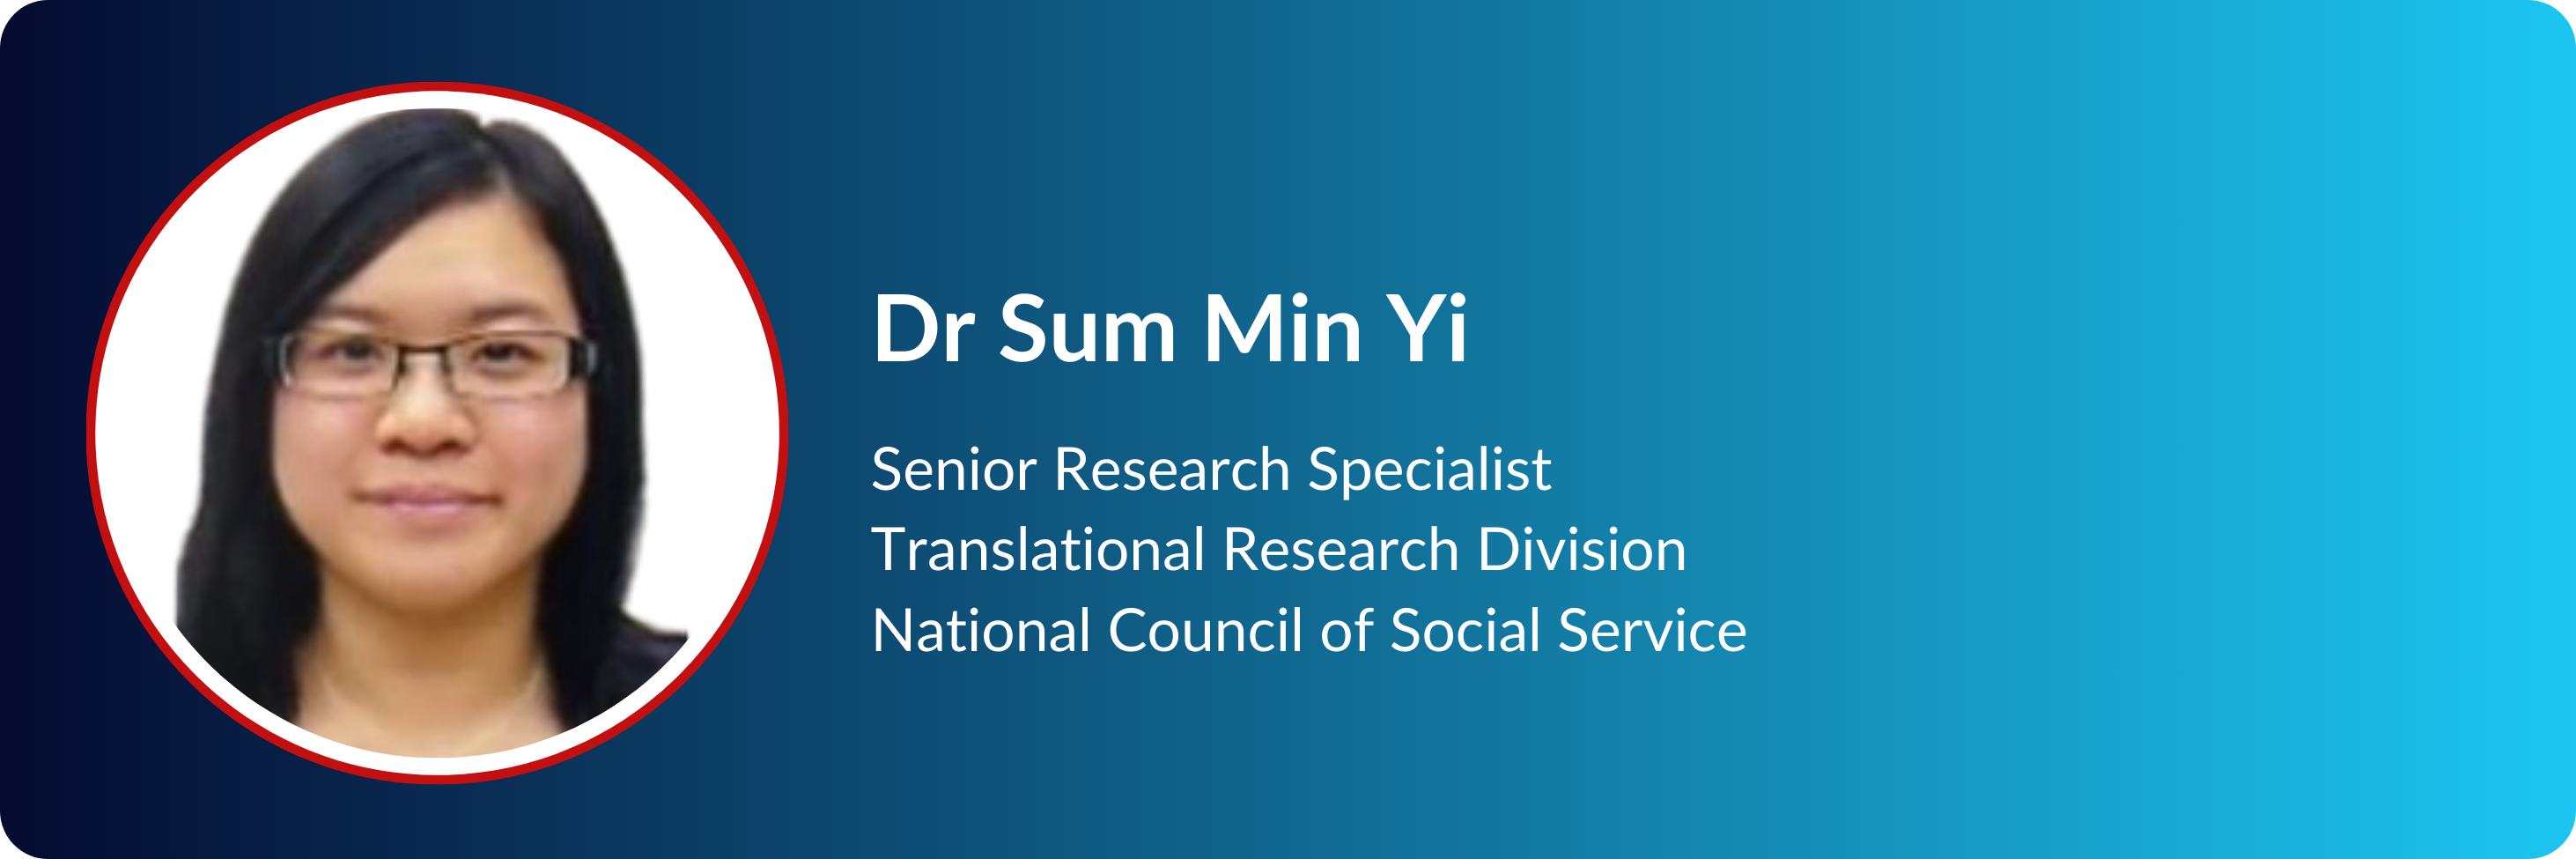 Dr Sum Min Yi
Senior Research Specialist
Translational Research Division
National Council of Social Service